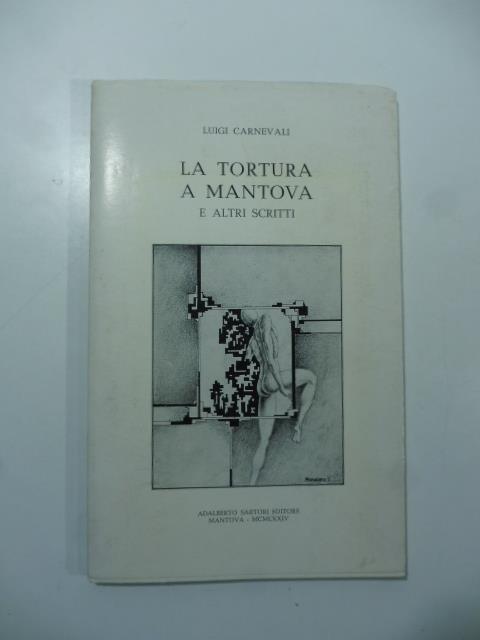 LUIGI CARNEVALI
LA TORTURA
A MANTOVA
E ALTRI SCRITTI
ADALBERTO SARTORI EDITORE
MANTOVA - MCMLXXIV